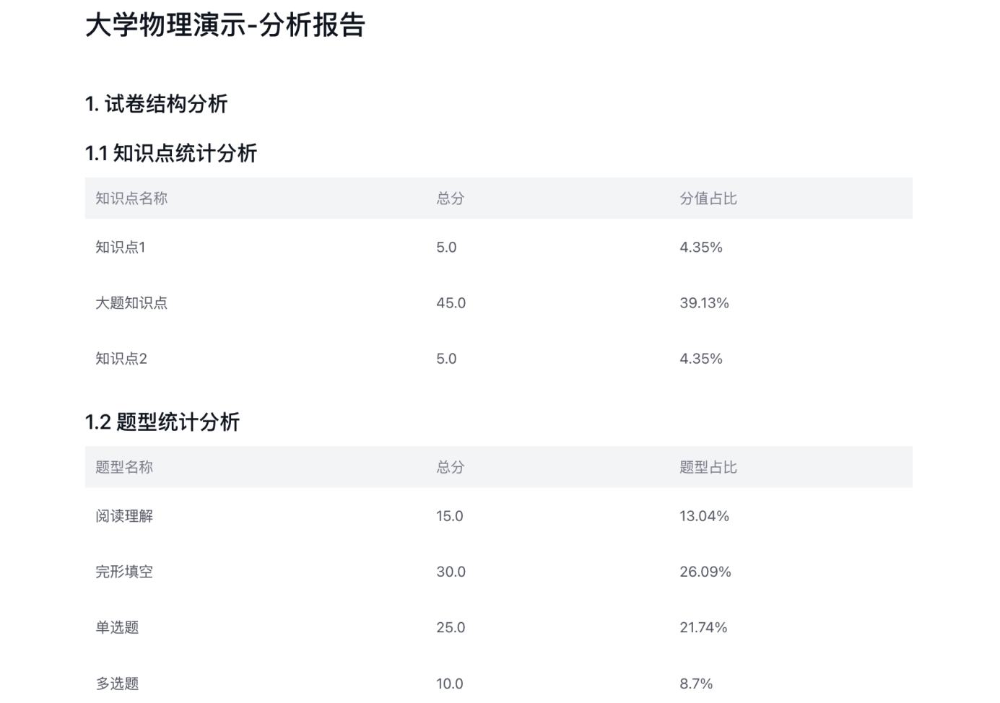 大学物理演示-分析报告
1. 试卷结构分析
1.1 知识点统计分析
知识点名称 总分 分值占比
知识点1 5.0 4.35%
大题知识点 45.0 39.13%
知识点2 5.0 4.35%
1.2 题型统计分析
题型名称 总分 题型占比
阅读理解 15.0 13.04%
完形填空 30.0 26.09%
单选题 25.0 21.74%
多选题 10.0 8.7%